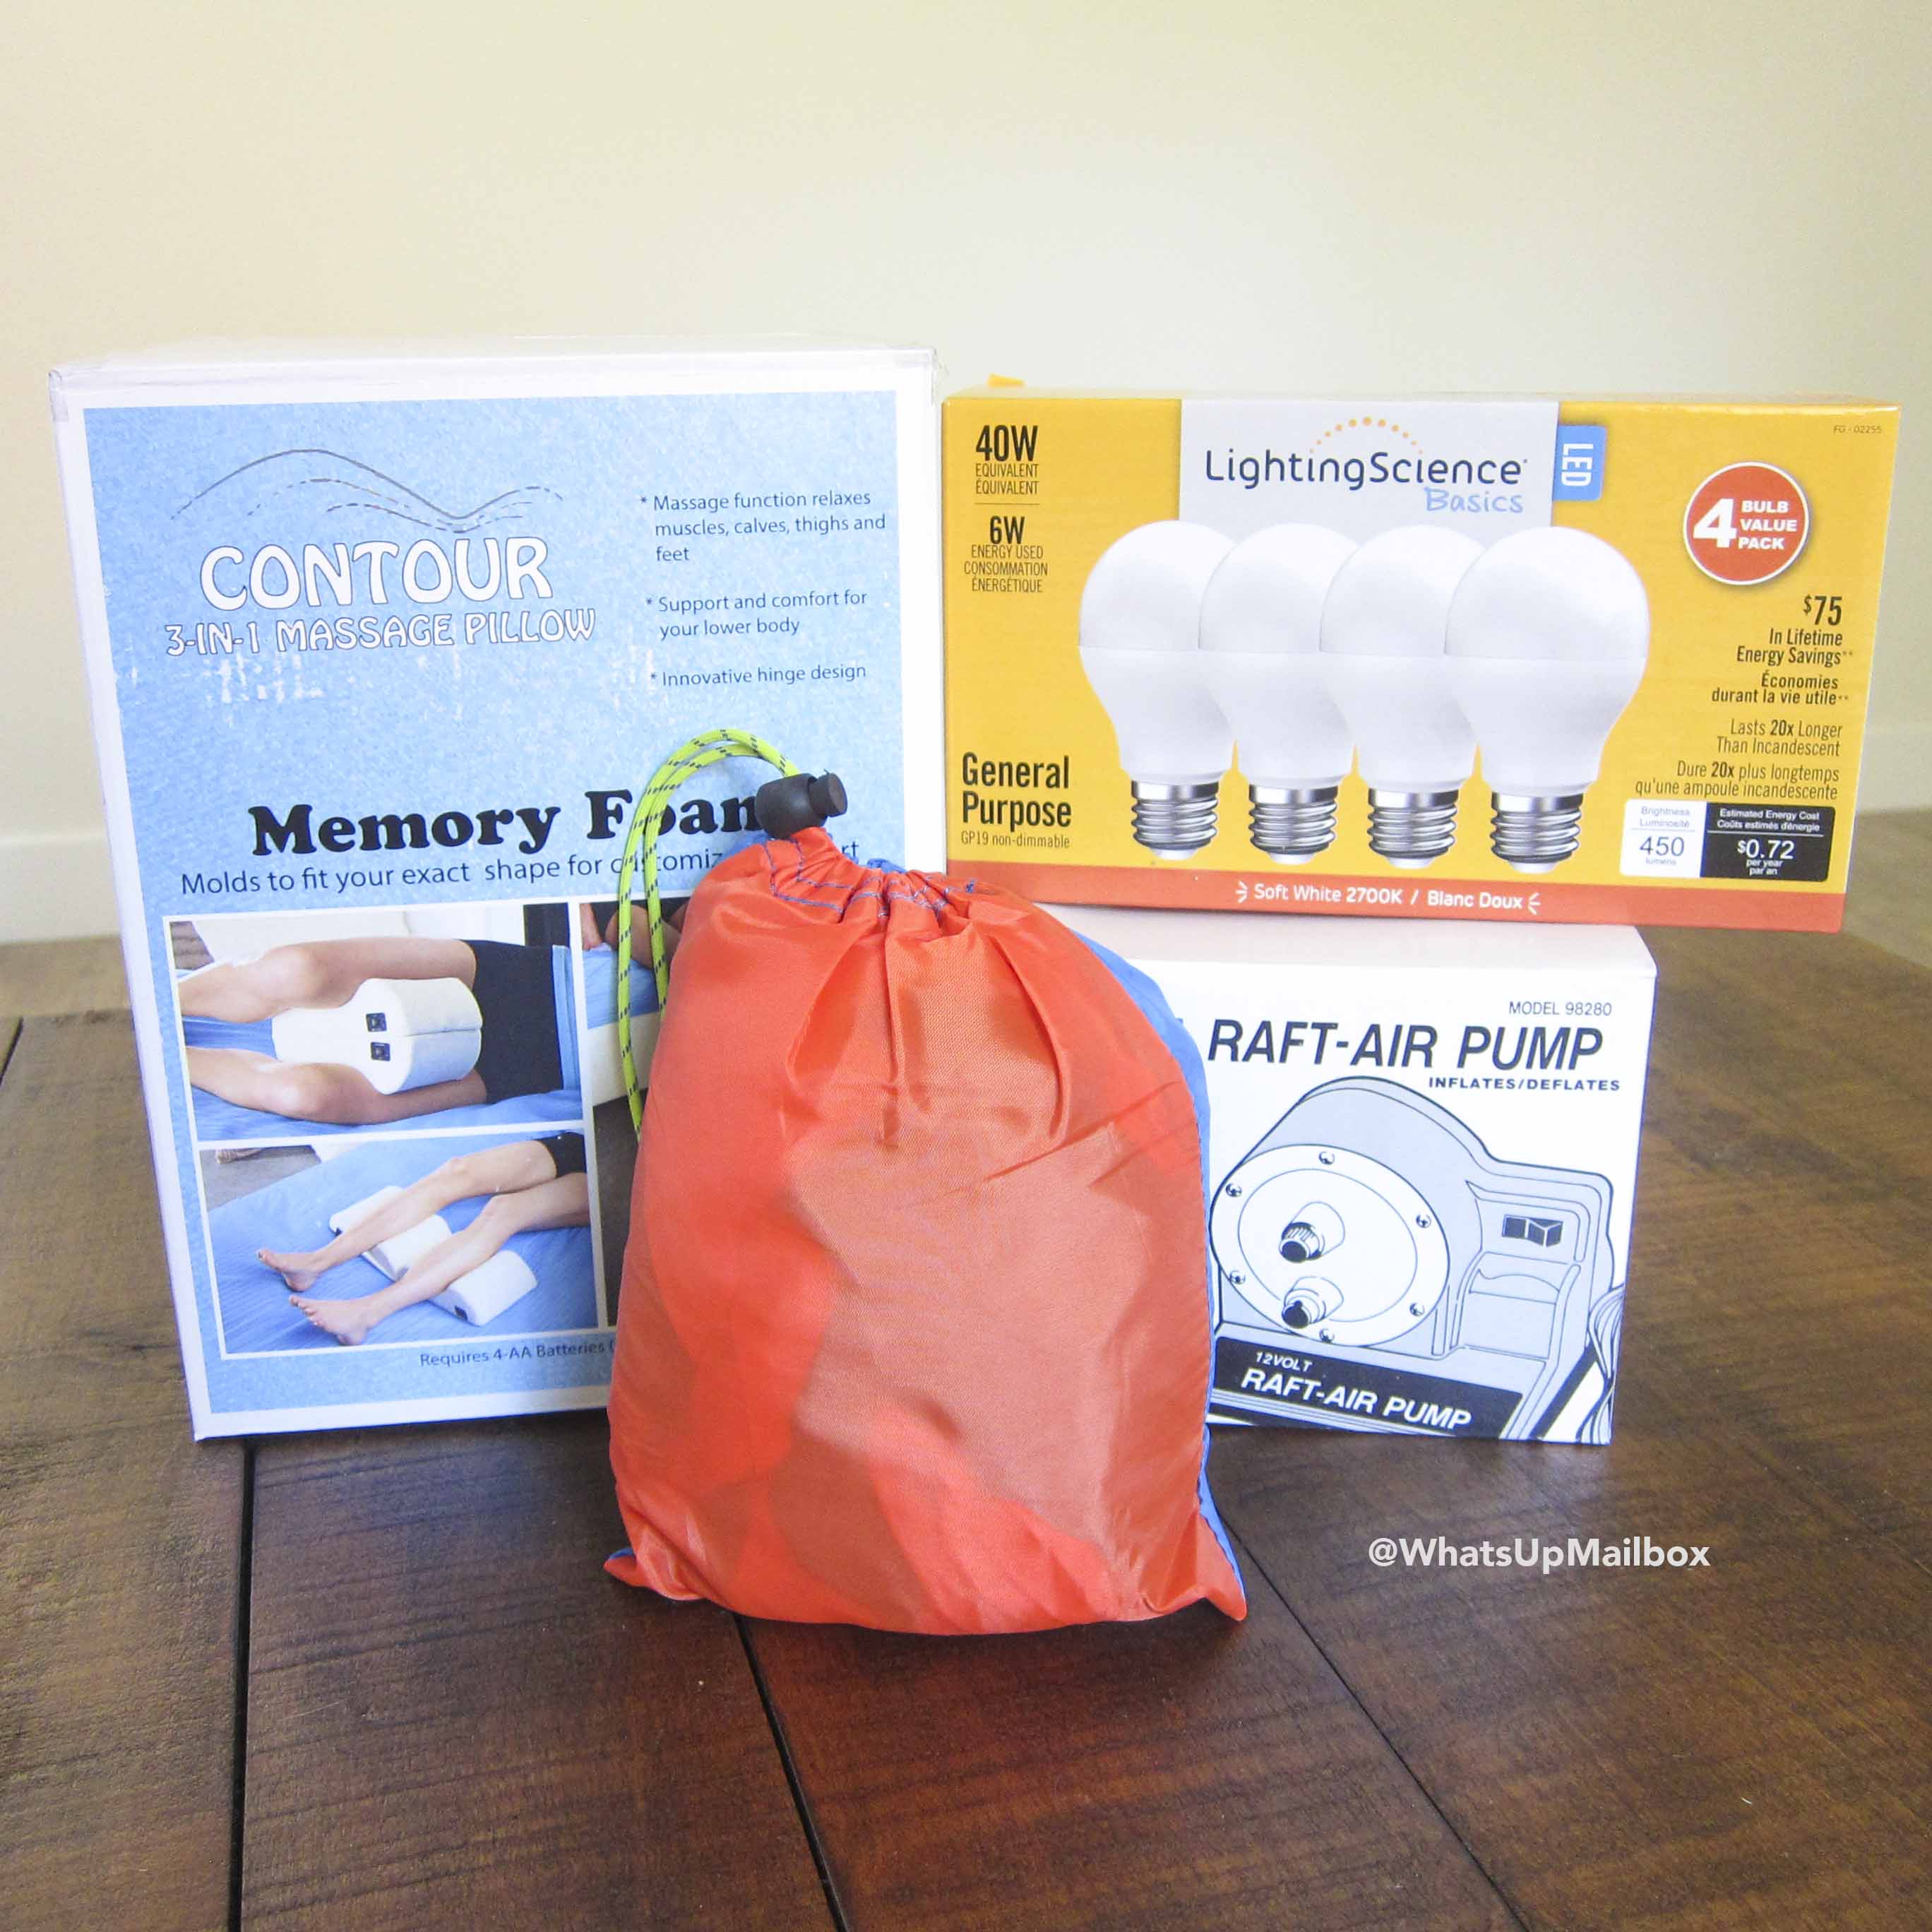 CONTOUR
3-IN-1 MASSAGE PILLOW
* Massage function relaxes
muscles, calves, thighs and
feet
* Support and comfort for
your lower body
* Innovative hinge design
Memory Foam
Molds to fit your exact shape for
Requires 4-AA Batteries
40W
EQUIVALENT
ÉQUIVALENT
6W
ENERGY USED
CONSOMMATION
ÉNERGÉTIQUE
General
Purpose
GP19 non-dimmable
LightingScience
Basics
LED
FG - 02255
4 BULB
VALUE
PACK
$75
In Lifetime
Energy Savings**
Économies
durant la vie utile**
Lasts 20x Longer
Than Incandescent
Dure 20x plus longtemps
qu'une ampoule incandescente
Brightness
Luminosité
450
lumens
Estimated Energy Cost
Coûts estimés d'énergie
$0.72
per year
par an
Soft White 2700K / Blanc Doux
MODEL 98280
RAFT-AIR PUMP
INFLATES/DEFLATES
12VOLT
RAFT-AIR PUMP
@WhatsUpMailbox